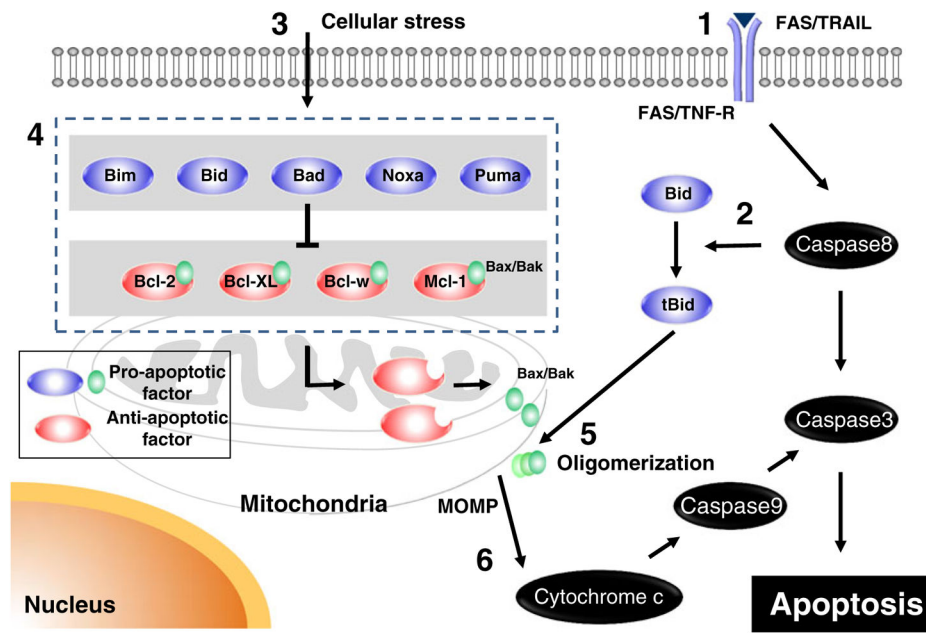 3 Cellular stress
1 FAS/TRAIL
FAS/TNF-R
4
Bim Bid Bad Noxa Puma
Bcl-2 Bcl-XL Bcl-w Mcl-1 Bax/Bak
Bid
2
Caspase8
tBid
Pro-apoptotic
factor
Anti-apoptotic
factor
Bax/Bak
Caspase3
5
Oligomerization
Mitochondria
MOMP
Caspase9
6
Cytochrome c
Nucleus
Apoptosis